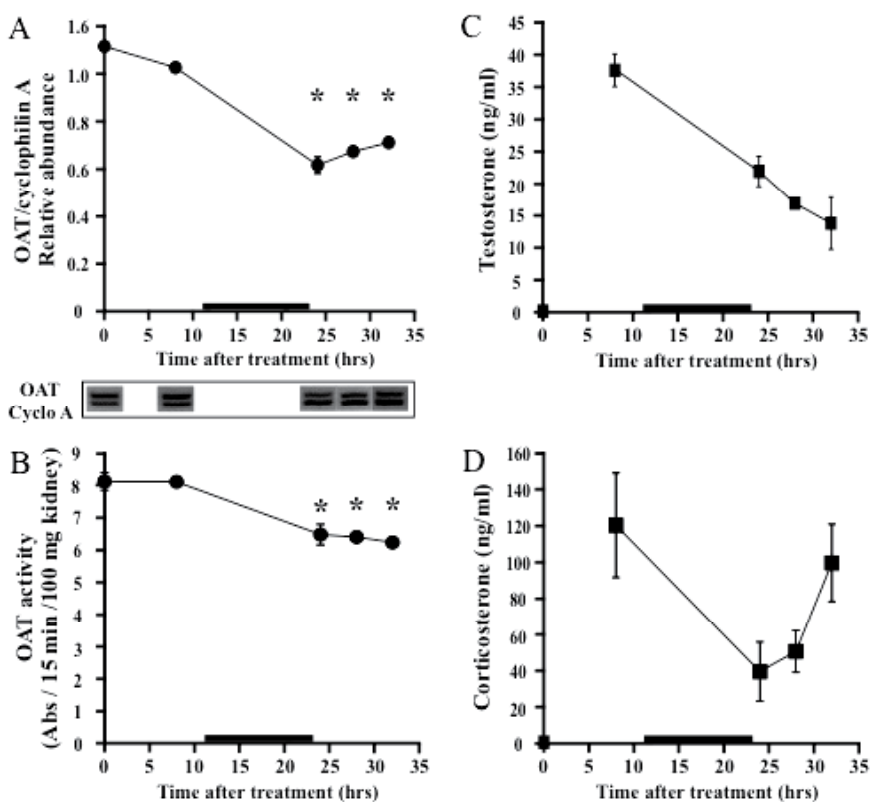 A
OAT/cyclophilin A
Relative abundance
1.0
0.8
0.6
0.2
0
* * *
0 5 10 15 20 25 30 35
Time after treatment (hrs)
OAT
Cyclo A
C
Testosterone (ng/ml)
45
40
35
30
25
20
15
10
5
0
0 5 10 15 20 25 30 35
Time after treatment (hrs)
B
OAT activity
(Abs / 15 min /100 mg kidney)
9
8
7
6
5
4
3
2
1
0
* * *
0 5 10 15 20 25 30 35
Time after treatment (hrs)
D
Corticosterone (ng/ml)
160
140
120
100
80
60
40
20
0
0 5 10 15 20 25 30 35
Time after treatment (hrs)